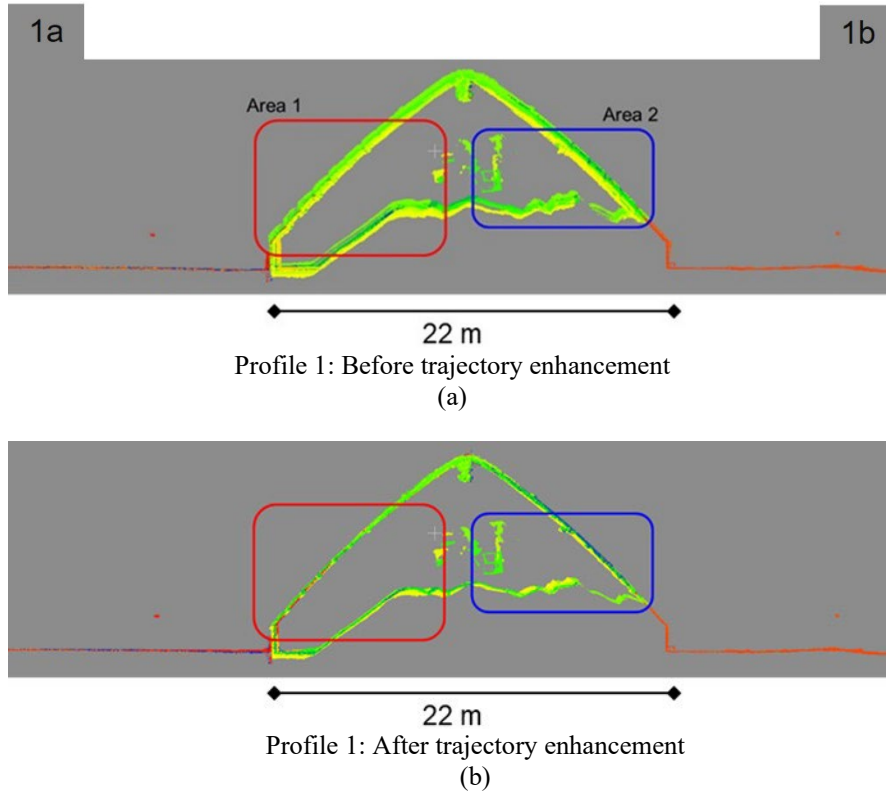 1a
1b
Area 1
Area 2
22 m
Profile 1: Before trajectory enhancement
(a)
22 m
Profile 1: After trajectory enhancement
(b)